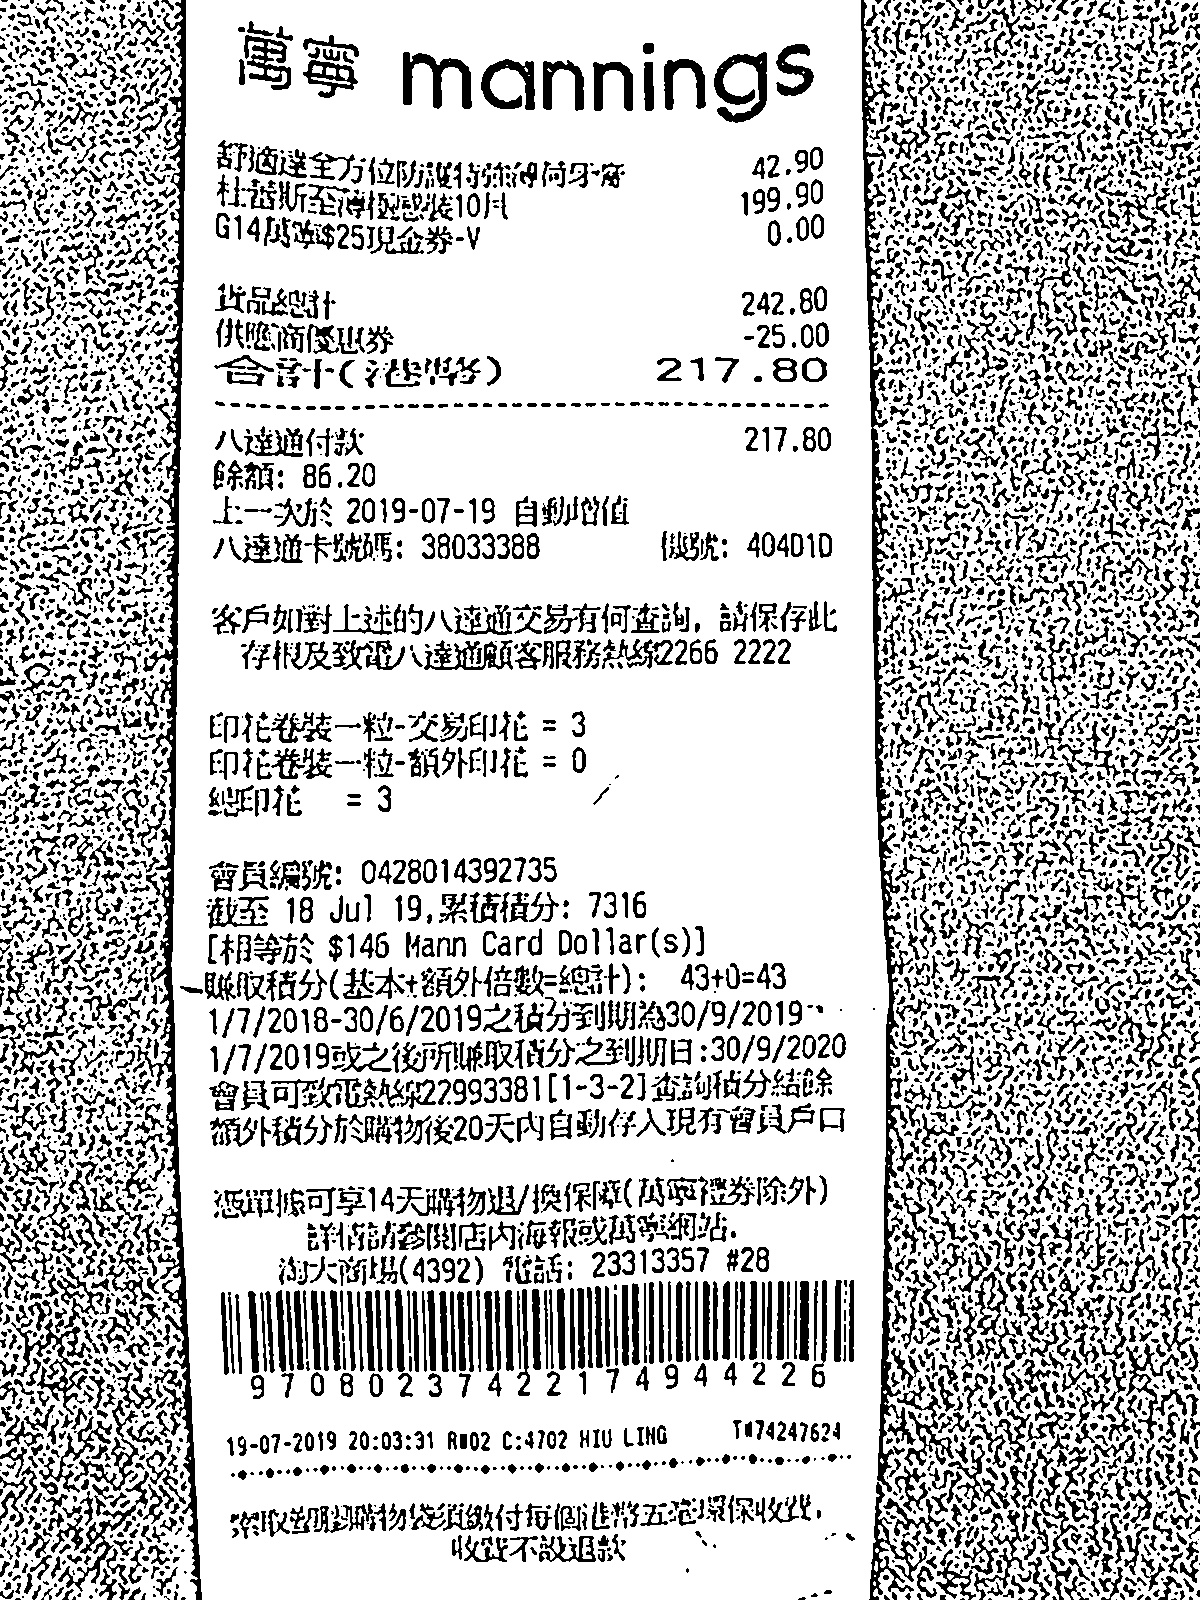 萬寧 mannings
舒適達全方位防護特強薄荷牙膏 42.90
杜蕾斯至薄極感裝10片 199.90
G14萬寧$25現金券-V 0.00
貨品總計 242.80
供應商優惠券 -25.00
合計(港幣) 217.80
八達通付款 217.80
餘額: 86.20
上一次於 2019-07-19 自動增值
八達通卡號碼: 38033388 機號: 404D1D
客戶如對上述的八達通交易有何查詢, 請保存此
存根及致電八達通顧客服務熱線2266 2222
印花卷裝一粒-交易印花 = 3
印花卷裝一粒-額外印花 = 0
總印花 = 3
會員編號: 0428014392735
截至 18 Jul 19,累積積分: 7316
[相等於 $146 Mann Card Dollar(s)]
賺取積分(基本+額外倍數=總計): 43+0=43
1/7/2018-30/6/2019之積分到期為30/9/2019
1/7/2019或之後所賺取積分之到期日:30/9/2020
會員可致電熱線22993381[1-3-2]查詢積分結餘
額外積分於購物後20天內自動存入現有會員戶口
憑單據可享14天購物退/換保障(萬寧禮券除外)
詳情請參閱店內海報或萬寧網站.
淘大商場(4392) 電話: 23313357 #28
9708023742217494422​6
19-07-2019 20:03:31 R#02 C:4702 HIU LING T#74247624
索取塑膠購物袋須繳付每個港幣五毫環保收費,
收費不設退款